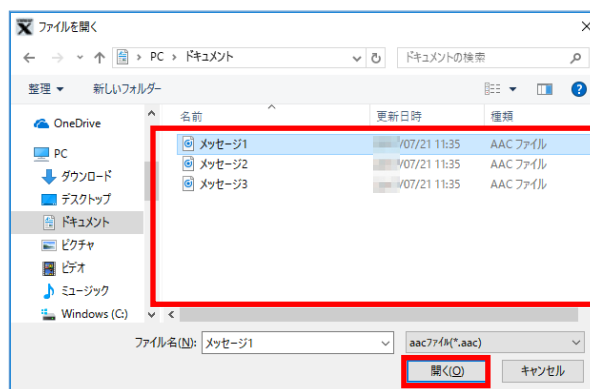 ファイルを開く
PC > ドキュメント
ドキュメントの検索
整理 新しいフォルダー
名前 更新日時 種類
OneDrive
PC
ダウンロード
デスクトップ
ドキュメント
ピクチャ
ビデオ
ミュージック
Windows (C:)
メッセージ1 /07/21 11:35 AAC ファイル
メッセージ2 /07/21 11:35 AAC ファイル
メッセージ3 /07/21 11:35 AAC ファイル
ファイル名(N): メッセージ1 aacファイル(*.aac)
開く(O) キャンセル